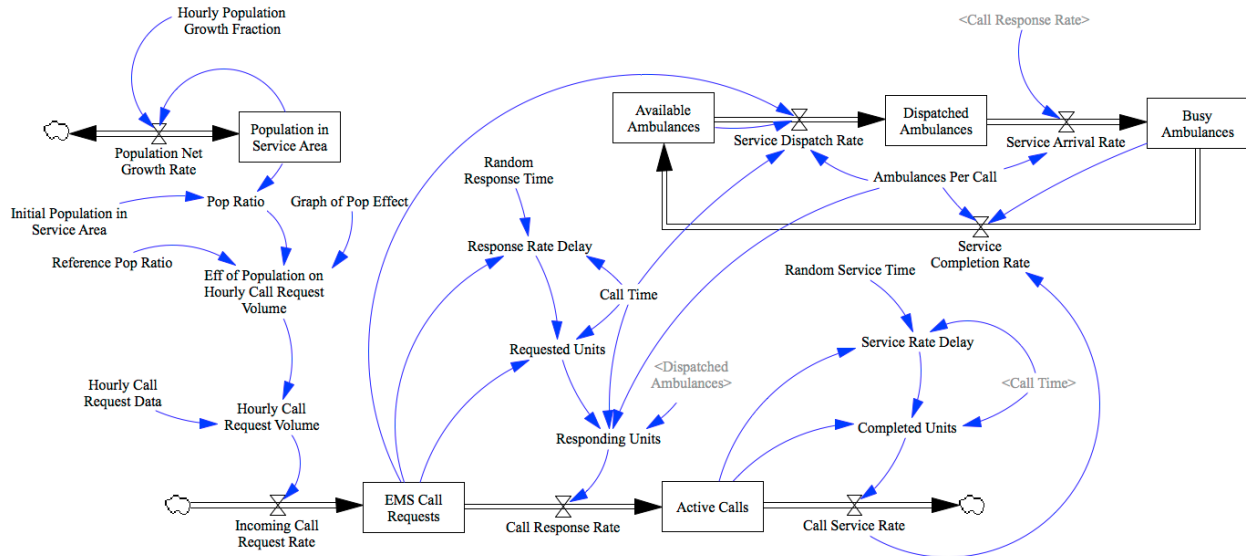 Hourly Population
Growth Fraction
<Call Response Rate>
Available
Ambulances
Dispatched
Ambulances
Busy
Ambulances
Population in
Service Area
Service Dispatch Rate
Service Arrival Rate
Population Net
Growth Rate
Random
Response Time
Ambulances Per Call
Pop Ratio
Graph of Pop Effect
Initial Population in
Service Area
Response Rate Delay
Service
Completion Rate
Reference Pop Ratio
Eff of Population on
Hourly Call Request
Volume
Random Service Time
Call Time
Requested Units
Service Rate Delay
<Dispatched
Ambulances>
<Call Time>
Hourly Call
Request Data
Hourly Call
Request Volume
Responding Units
Completed Units
EMS Call
Requests
Active Calls
Incoming Call
Request Rate
Call Response Rate
Call Service Rate